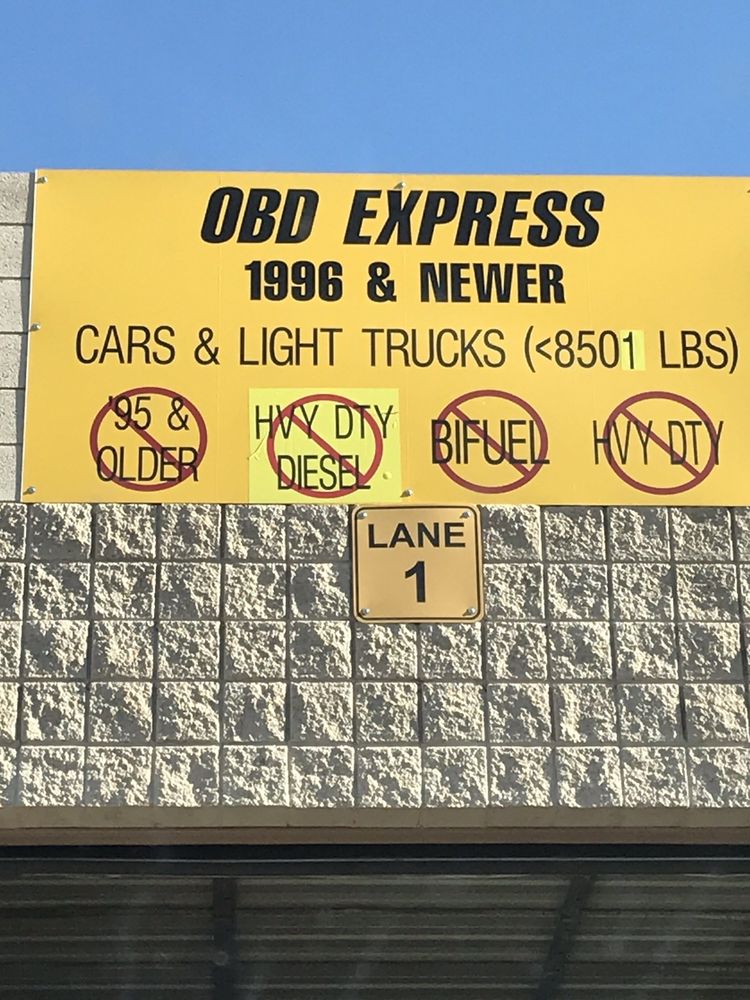 OBD EXPRESS
1996 & NEWER
CARS & LIGHT TRUCKS (<8501 LBS)
'95 & OLDER
HVY DTY DIESEL
BIFUEL
HVY DTY
LANE
1